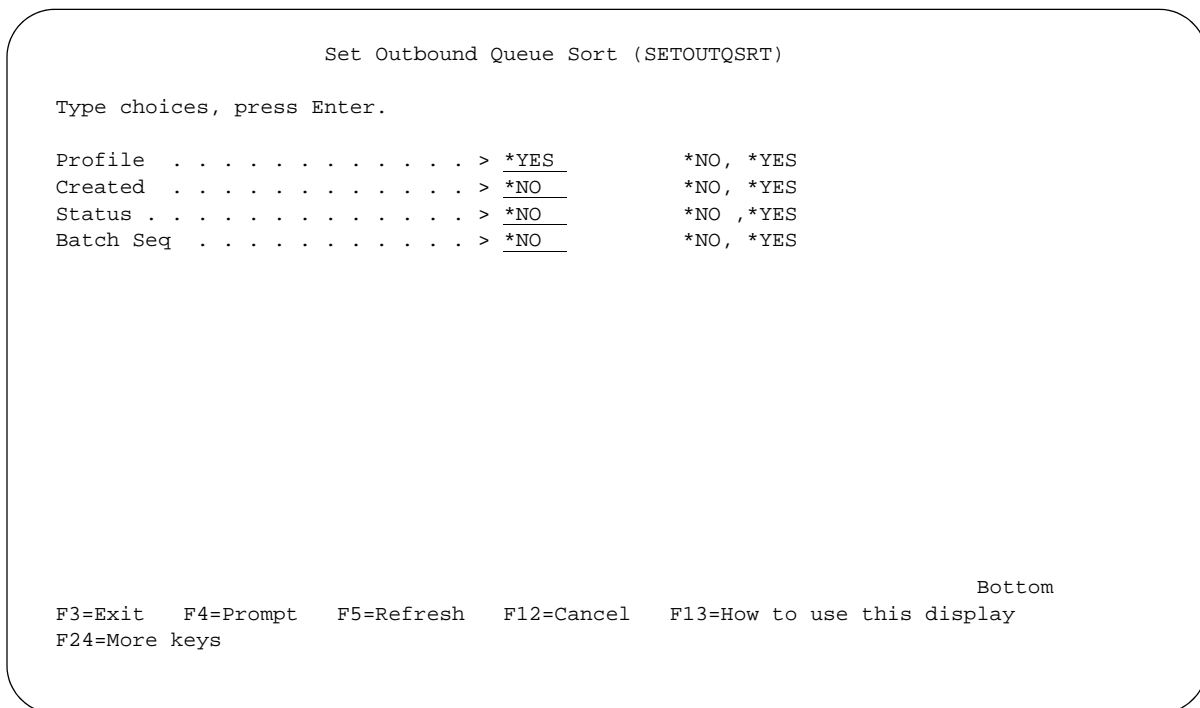 Set Outbound Queue Sort (SETOUTQSRT)
Type choices, press Enter.
Profile . . . . . . . . . . . . > *YES *NO, *YES
Created . . . . . . . . . . . . > *NO *NO, *YES
Status . . . . . . . . . . . . . > *NO *NO ,*YES
Batch Seq . . . . . . . . . . . > *NO *NO, *YES
Bottom
F3=Exit F4=Prompt F5=Refresh F12=Cancel F13=How to use this display
F24=More keys